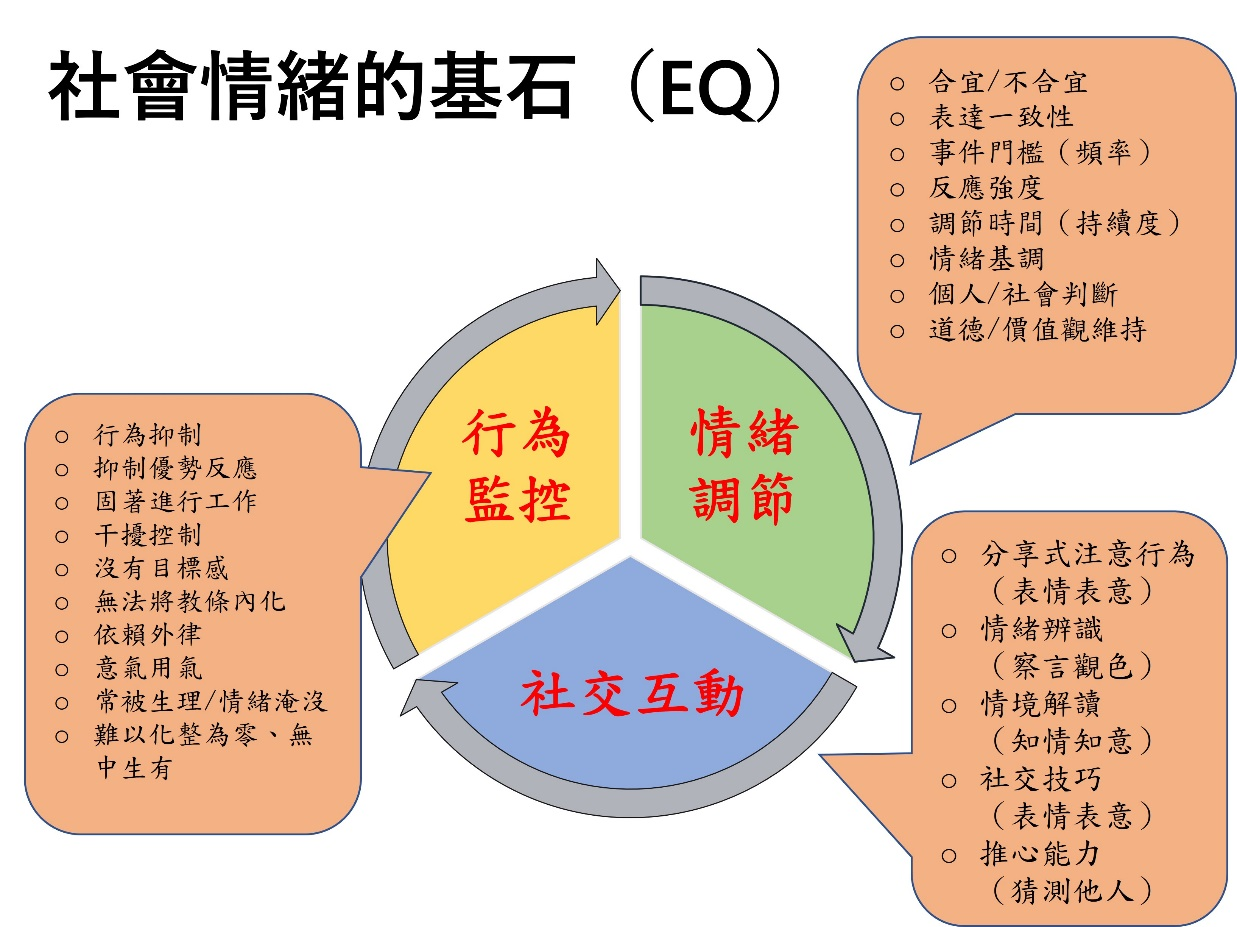 社會情緒的基石（EQ）
○ 合宜/不合宜
○ 表達一致性
○ 事件門檻（頻率）
○ 反應強度
○ 調節時間（持續度）
○ 情緒基調
○ 個人/社會判斷
○ 道德/價值觀維持
行為
監控
情緒
調節
社交互動
○ 行為抑制
○ 抑制優勢反應
○ 固著進行工作
○ 干擾控制
○ 沒有目標感
○ 無法將教條內化
○ 依賴外律
○ 意氣用氣
○ 常被生理/情緒淹沒
○ 難以化整為零、無
中生有
○ 分享式注意行為
（表情表意）
○ 情緒辨識
（察言觀色）
○ 情境解讀
（知情知意）
○ 社交技巧
（表情表意）
○ 推心能力
（猜測他人）